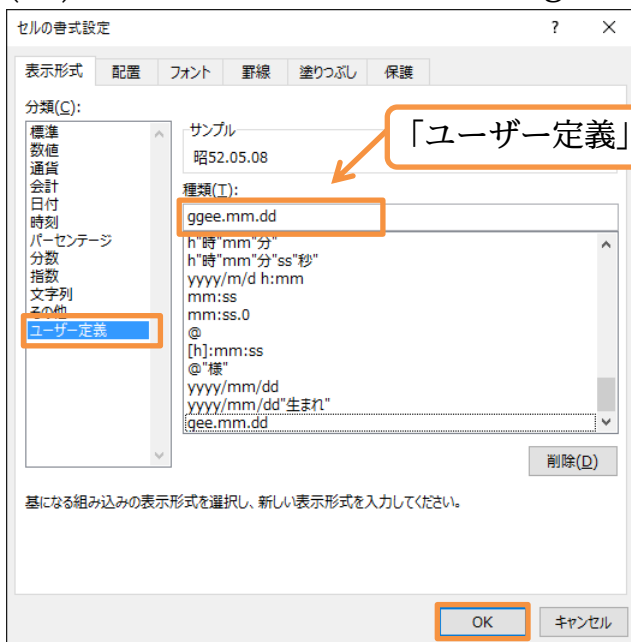 セルの書式設定
? ×
表示形式 配置 フォント 罫線 塗りつぶし 保護
分類(C):
標準
数値
通貨
会計
日付
時刻
パーセンテージ
分数
指数
文字列
その他
ユーザー定義
サンプル
昭52.05.08
「ユーザー定義」
種類(T):
ggee.mm.dd
h"時"mm"分"
h"時"mm"分"ss"秒"
yyyy/m/d h:mm
mm:ss
mm:ss.0
@
[h]:mm:ss
@"様"
yyyy/mm/dd
yyyy/mm/dd"生まれ"
gee.mm.dd
削除(D)
基になる組み込みの表示形式を選択し、新しい表示形式を入力してください。
OK キャンセル